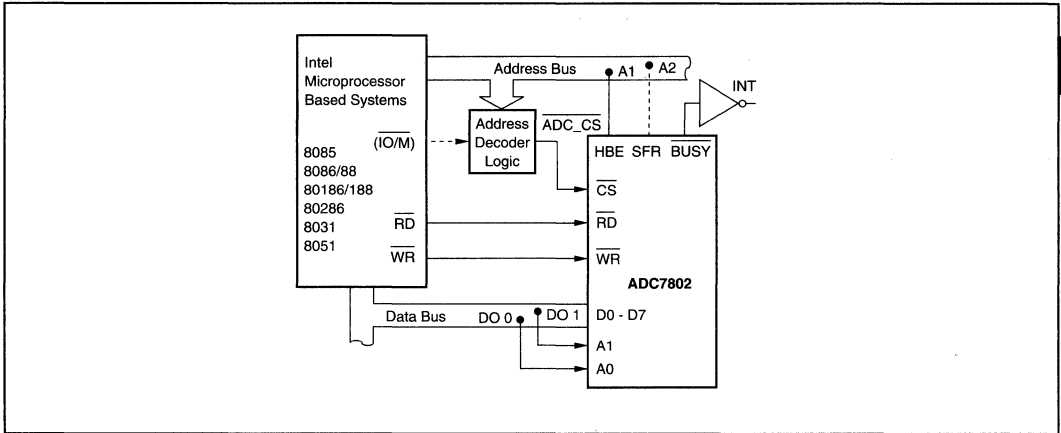 Intel
Microprocessor
Based Systems
(IO/M)
8085
8086/88
80186/188
80286
8031
8051
RD
WR
Address Bus
A1
A2
INT
Address
Decoder
Logic
ADC_CS
HBE SFR BUSY
CS
RD
WR
ADC7802
Data Bus
DO 0
DO 1
D0 - D7
A1
A0